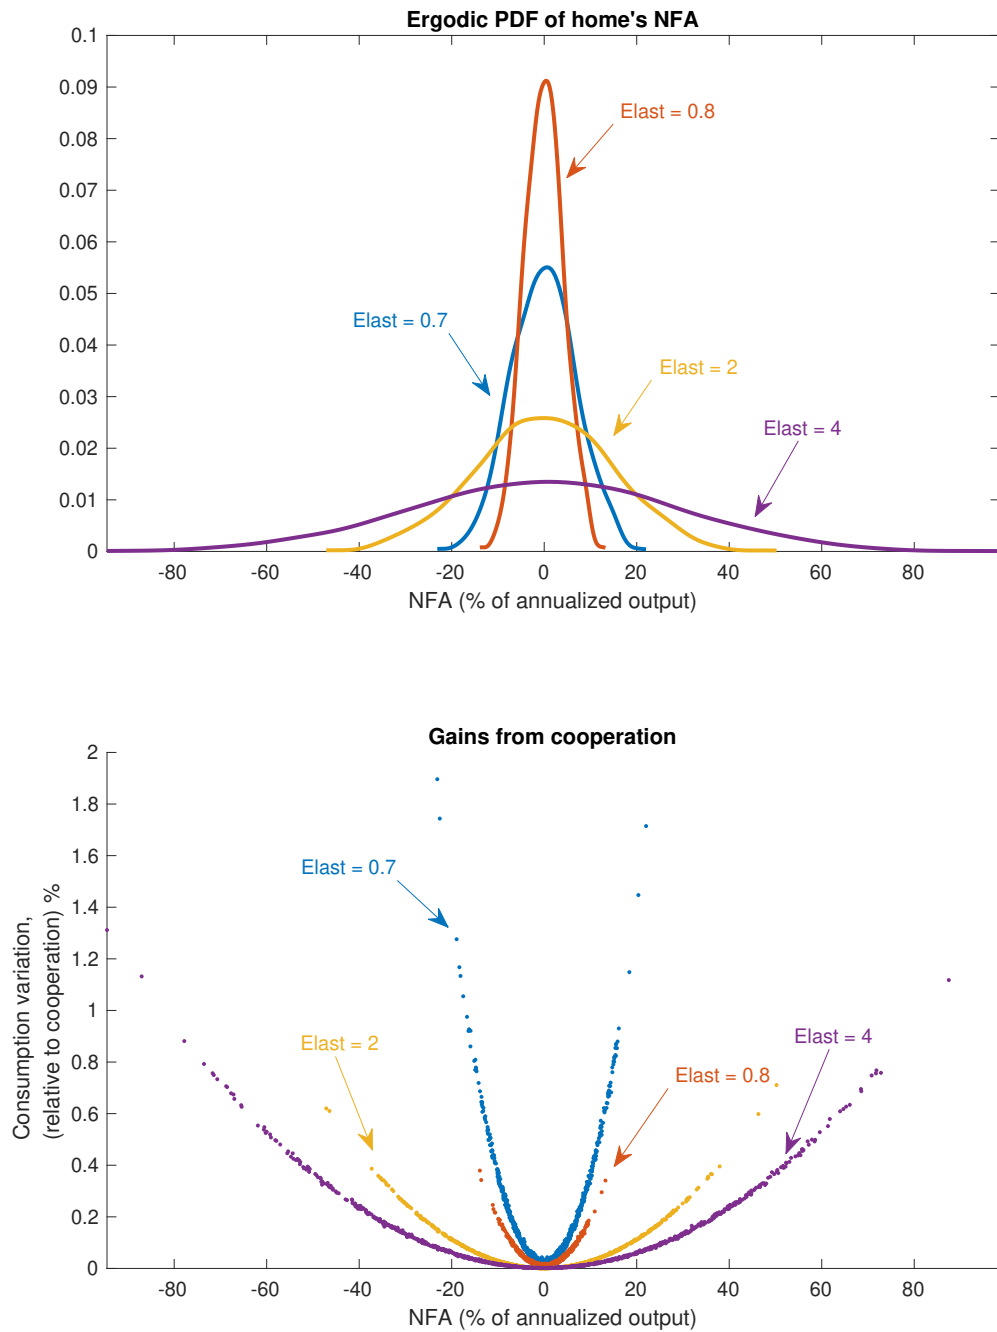 Ergodic PDF of home's NFA
0.1
0.09
0.08
0.07
0.06
0.05
0.04
0.03
0.02
0.01
0
Elast = 0.8
Elast = 0.7
Elast = 2
Elast = 4
-80 -60 -40 -20 0 20 40 60 80
NFA (% of annualized output)
Gains from cooperation
Consumption variation,
(relative to cooperation) %
2
1.8
1.6
1.4
1.2
1
0.8
0.6
0.4
0.2
0
Elast = 0.7
Elast = 2
Elast = 4
Elast = 0.8
-80 -60 -40 -20 0 20 40 60 80
NFA (% of annualized output)